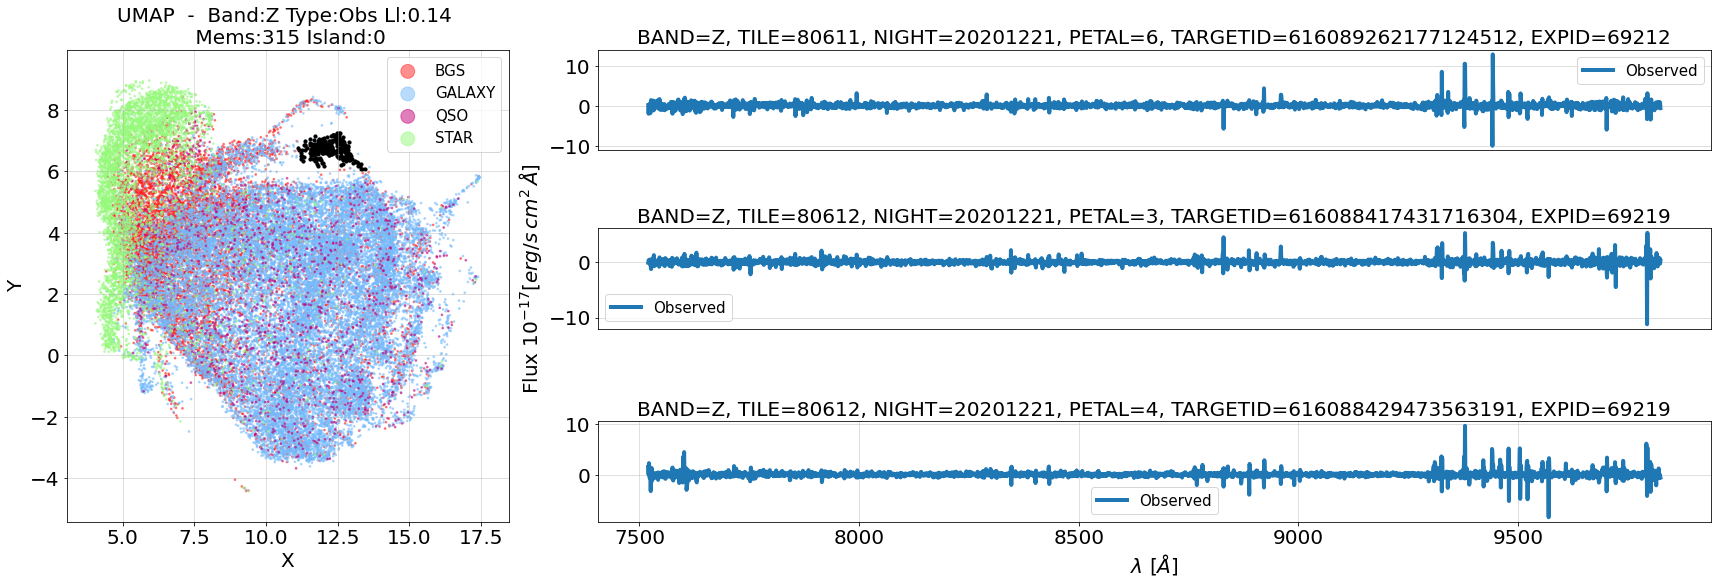 UMAP  -  Band:Z Type:Obs Ll:0.14
Mems:315 Island:0
BGS
GALAXY
QSO
STAR
8
6
4
2
0
−2
−4
Y
5.0 7.5 10.0 12.5 15.0 17.5
X
BAND=Z, TILE=80611, NIGHT=20201221, PETAL=6, TARGETID=616089262177124512, EXPID=69212
10
0
−10
Observed
Flux 10⁻¹⁷[erg/s cm² Å]
BAND=Z, TILE=80612, NIGHT=20201221, PETAL=3, TARGETID=616088417431716304, EXPID=69219
0
−10
Observed
BAND=Z, TILE=80612, NIGHT=20201221, PETAL=4, TARGETID=616088429473563191, EXPID=69219
10
0
Observed
7500 8000 8500 9000 9500
λ [Å]